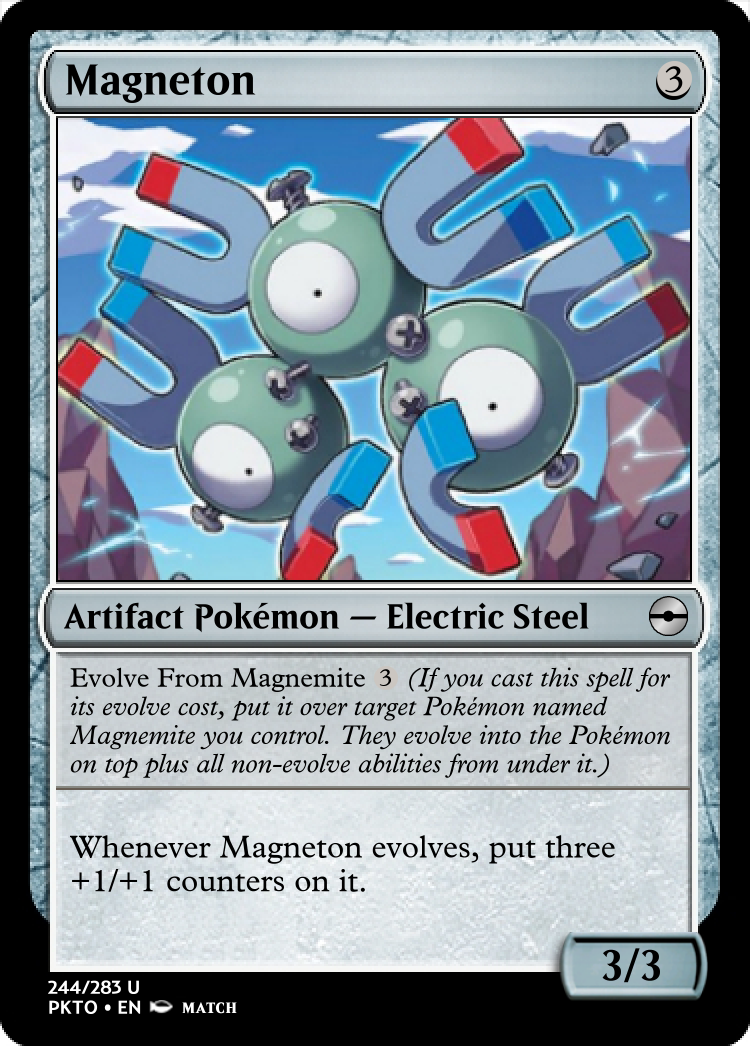 Magneton 3
Artifact Pokémon — Electric Steel
Evolve From Magnemite 3 (If you cast this spell for
its evolve cost, put it over target Pokémon named
Magnemite you control. They evolve into the Pokémon
on top plus all non-evolve abilities from under it.)
Whenever Magneton evolves, put three
+1/+1 counters on it.
3/3
244/283 U
PKTO • EN MATCH